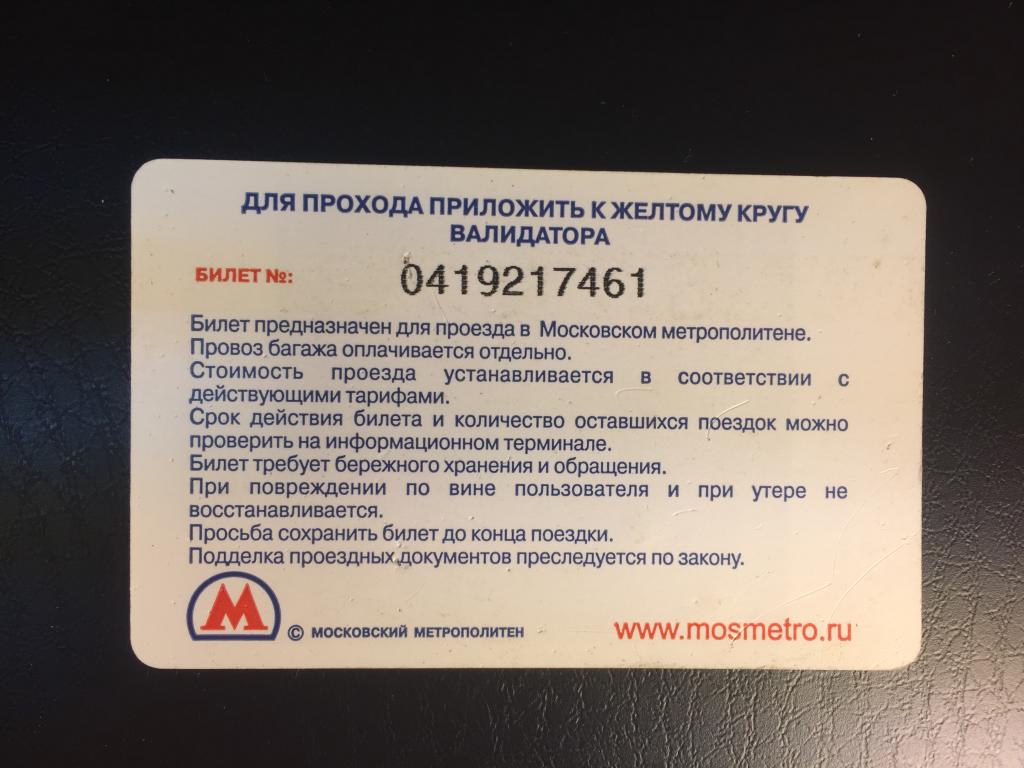 ДЛЯ ПРОХОДА ПРИЛОЖИТЬ К ЖЕЛТОМУ КРУГУ
ВАЛИДАТОРА
БИЛЕТ №: 0419217461
Билет предназначен для проезда в Московском метрополитене.
Провоз багажа оплачивается отдельно.
Стоимость проезда устанавливается в соответствии с
действующими тарифами.
Срок действия билета и количество оставшихся поездок можно
проверить на информационном терминале.
Билет требует бережного хранения и обращения.
При повреждении по вине пользователя и при утере не
восстанавливается.
Просьба сохранить билет до конца поездки.
Подделка проездных документов преследуется по закону.
М © МОСКОВСКИЙ МЕТРОПОЛИТЕН www.mosmetro.ru